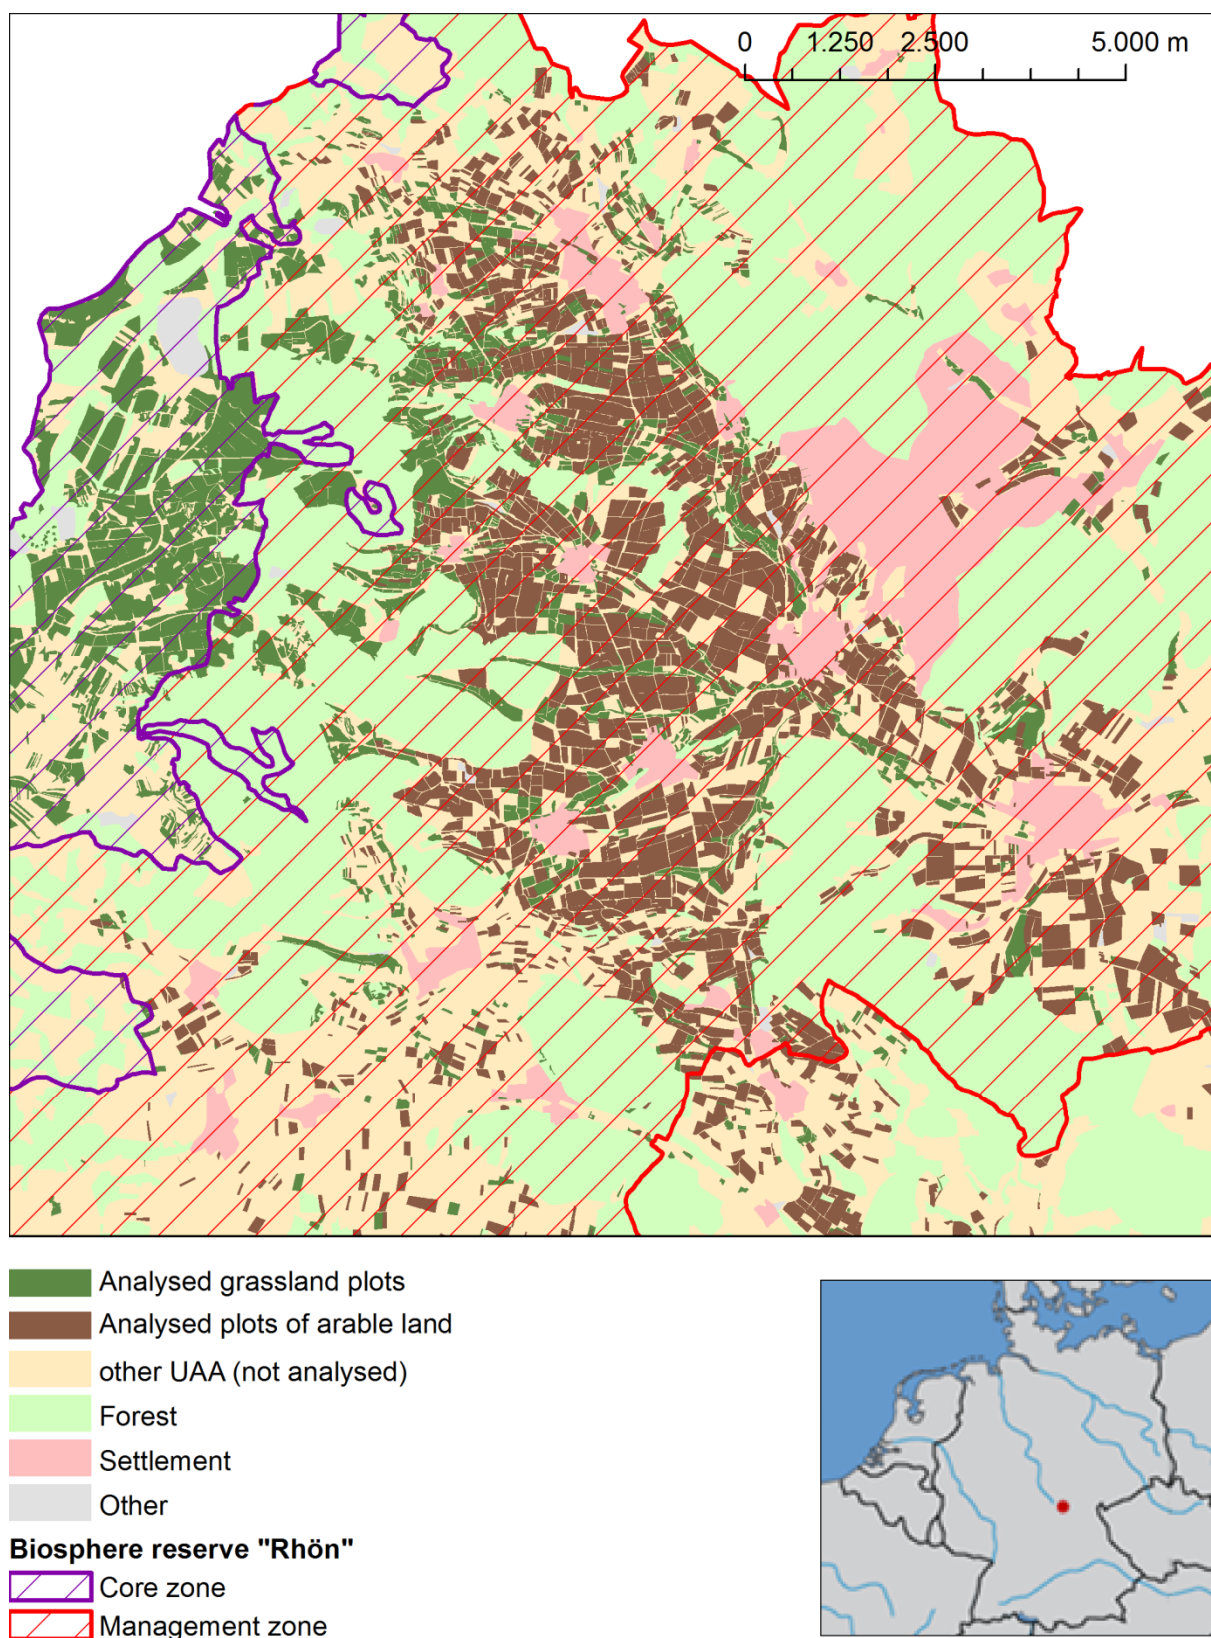 0 1.250 2.500 5.000 m
Analysed grassland plots
Analysed plots of arable land
other UAA (not analysed)
Forest
Settlement
Other
Biosphere reserve "Rhön"
Core zone
Management zone